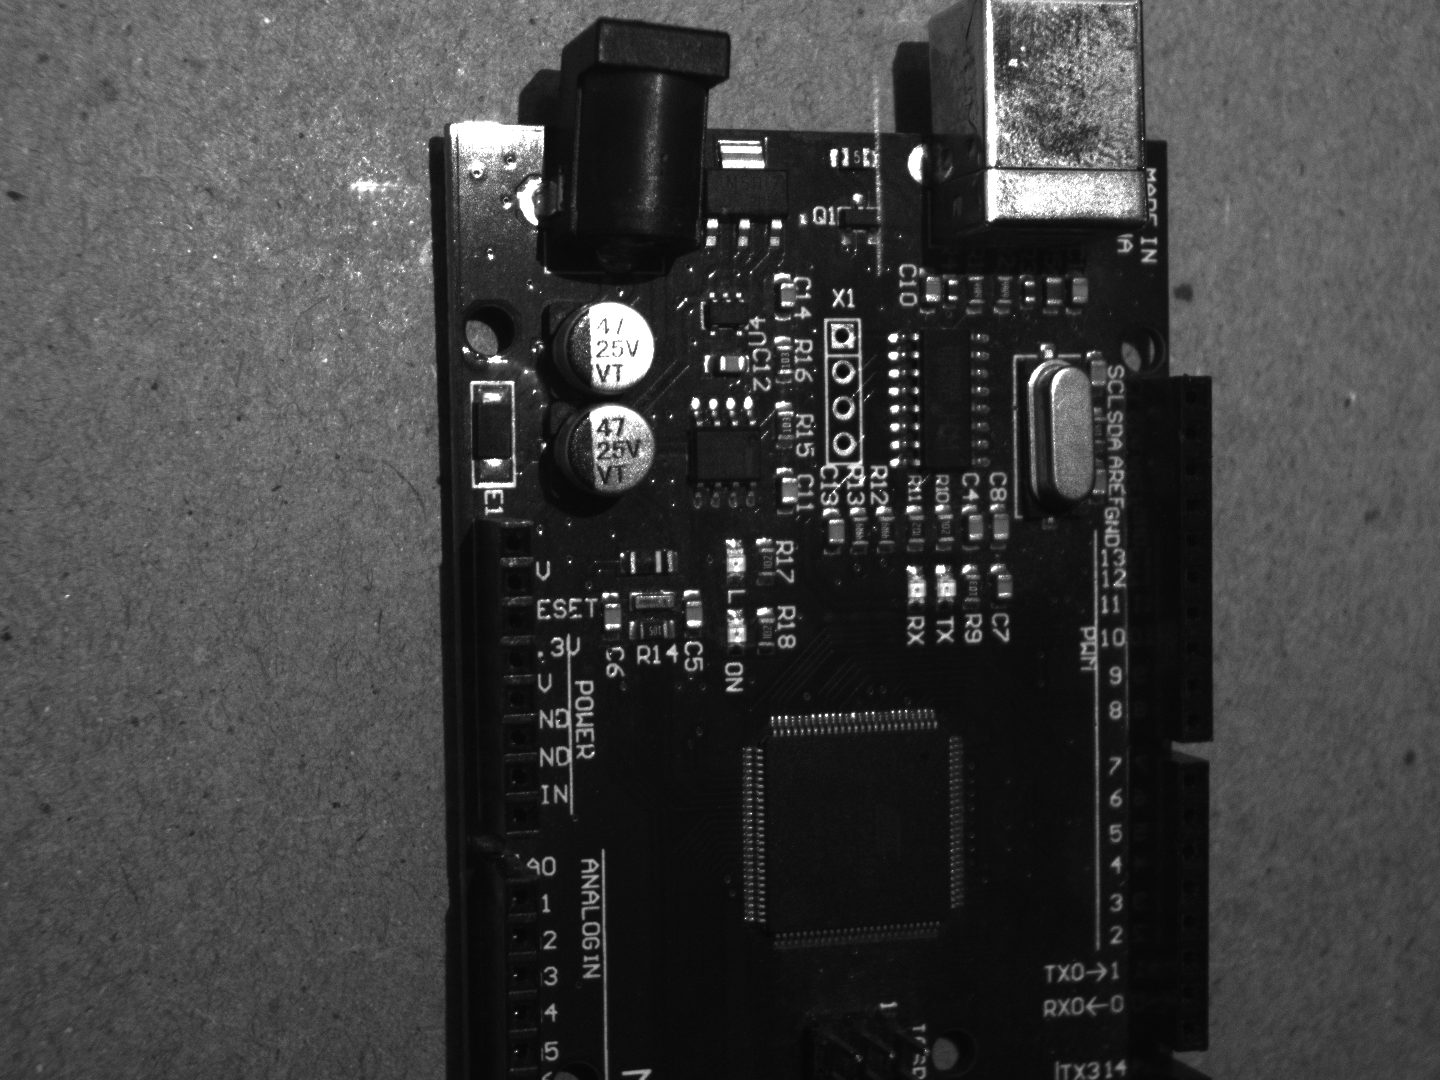 Q1
MADE IN
C10
C14
X1
47
25V
VT
C12
R16
47
25V
VT
R15
C11
C13
R13
R12
R11
R10
C4
C8
SCL
SDA
AREF
GND
E1
13
12
11
10
9
8
PWM
V
ESET
.3V
V
ND
ND
IN
POWER
R17
L
R18
ON
C6
R14
C5
RX
TX
R9
C7
7
6
5
4
3
2
TX0→1
RX0←0
TX3 14
A0
1
2
3
4
5
ANALOG IN
1